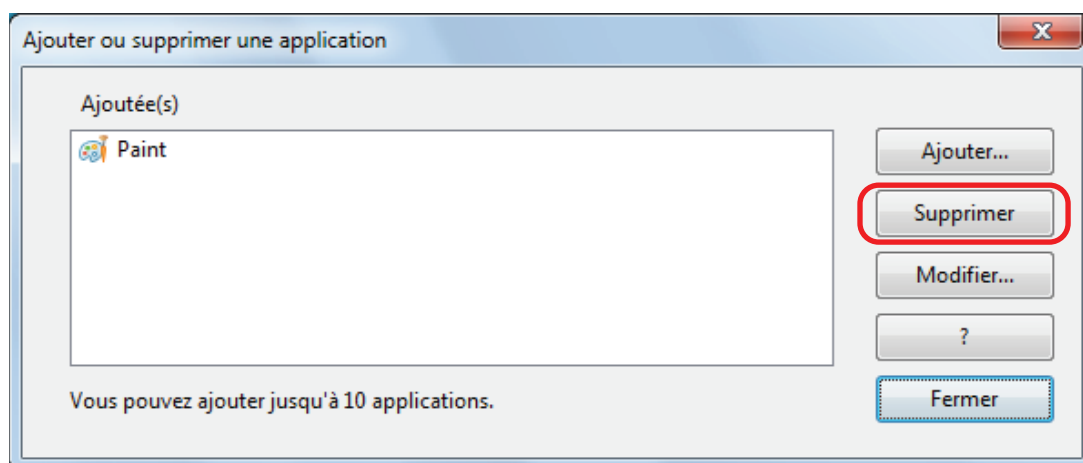 Ajouter ou supprimer une application
Ajoutée(s)
Paint
Ajouter...
Supprimer
Modifier...
?
Vous pouvez ajouter jusqu'à 10 applications.
Fermer